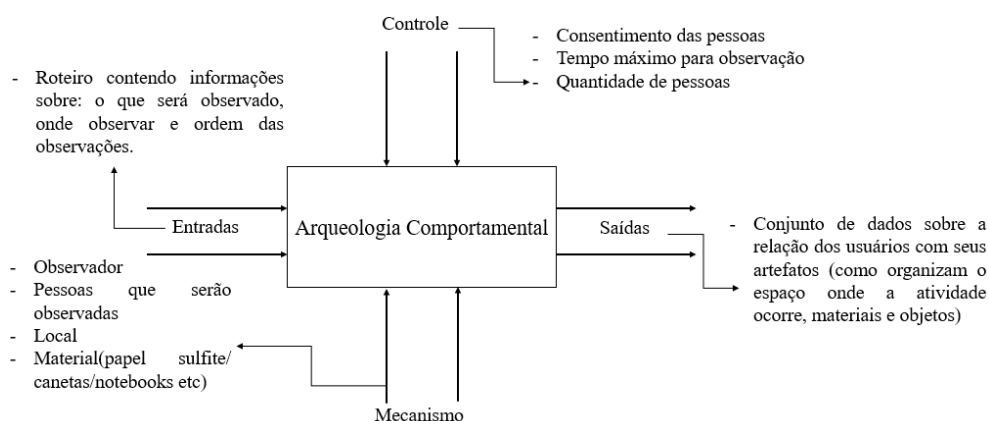 Controle
- Consentimento das pessoas
- Tempo máximo para observação
- Quantidade de pessoas
- Roteiro contendo informações
sobre: o que será observado,
onde observar e ordem das
observações.
Entradas
Arqueologia Comportamental
Saídas
- Conjunto de dados sobre a
relação dos usuários com seus
artefatos (como organizam o
espaço onde a atividade
ocorre, materiais e objetos)
- Observador
- Pessoas que serão
observadas
- Local
- Material(papel sulfite/
canetas/notebooks etc)
Mecanismo